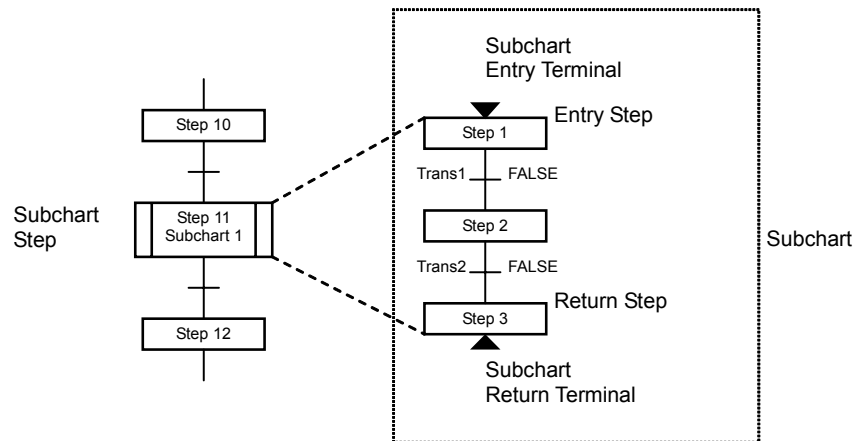 Subchart
Entry Terminal
Step 10
Entry Step
Step 1
Trans1
FALSE
Subchart
Step
Step 11
Subchart 1
Step 2
Subchart
Trans2
FALSE
Return Step
Step 12
Step 3
Subchart
Return Terminal